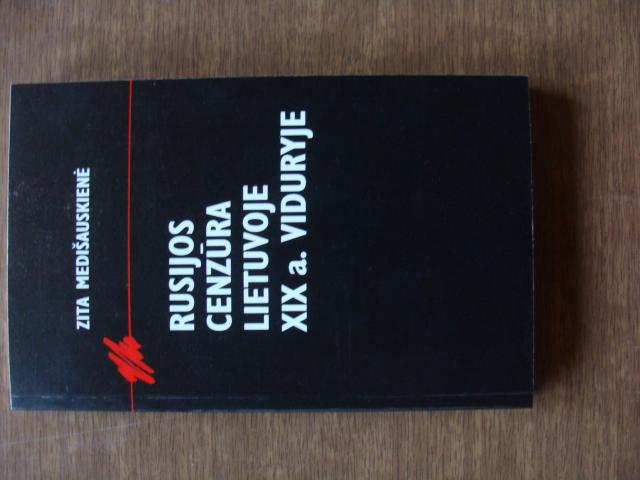 ZITA MEDIŠAUSKIENĖ
RUSIJOS
CENZŪRA
LIETUVOJE
XIX a. VIDURYJE